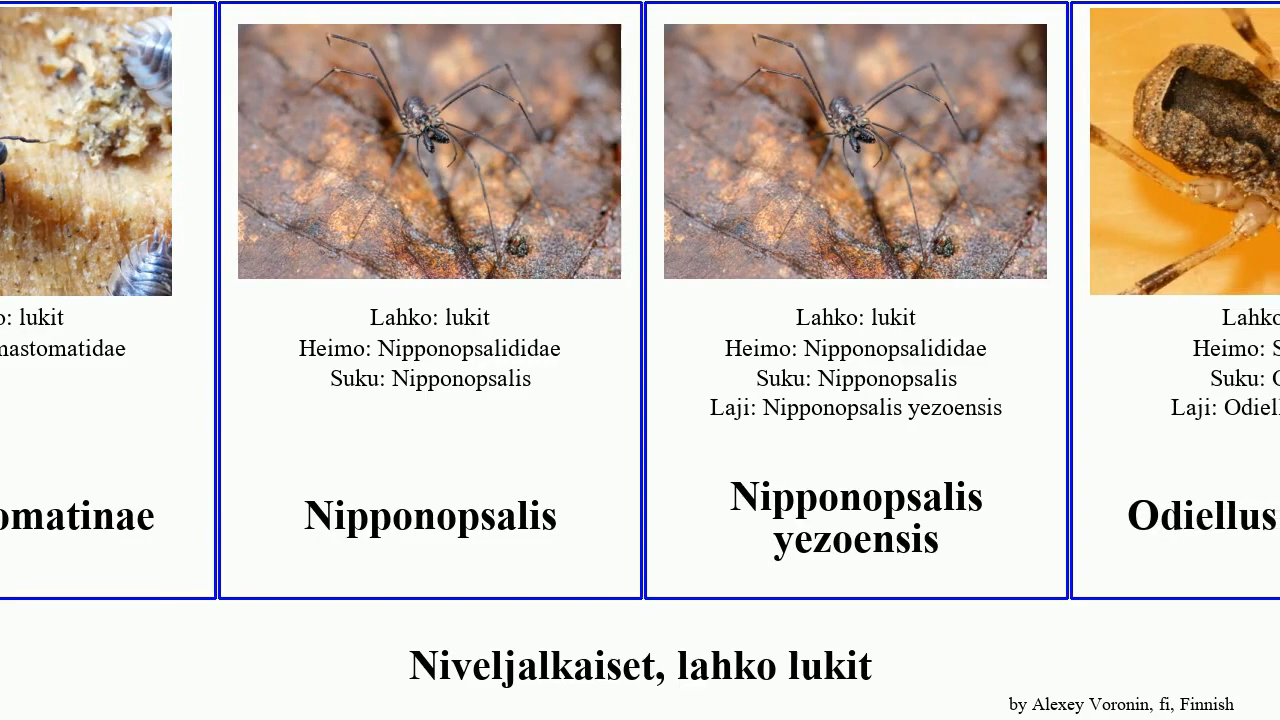 o: lukit
nastomatidae
omatinae
Lahko: lukit
Heimo: Nipponopsalididae
Suku: Nipponopsalis
Nipponopsalis
Lahko: lukit
Heimo: Nipponopsalididae
Suku: Nipponopsalis
Laji: Nipponopsalis yezoensis
Nipponopsalis
yezoensis
Lahko
Heimo: S
Suku: O
Laji: Odiell
Odiellus
Niveljalkaiset, lahko lukit
by Alexey Voronin, fi, Finnish